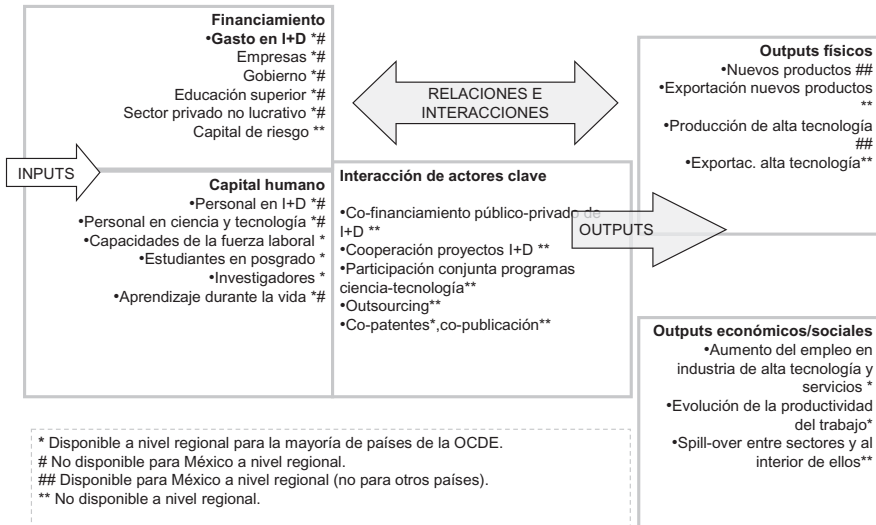 Financiamiento
•Gasto en I+D *#
Empresas *#
Gobierno *#
Educación superior *#
Sector privado no lucrativo *#
Capital de riesgo **
INPUTS
Capital humano
•Personal en I+D *#
•Personal en ciencia y tecnología *#
•Capacidades de la fuerza laboral *
•Estudiantes en posgrado *
•Investigadores *
•Aprendizaje durante la vida *#
RELACIONES E
INTERACCIONES
Interacción de actores clave
•Co-financiamiento público-privado de
I+D **
•Cooperación proyectos I+D **
•Participación conjunta programas
ciencia-tecnología**
•Outsourcing**
•Co-patentes*,co-publicación**
OUTPUTS
Outputs físicos
•Nuevos productos ##
•Exportación nuevos productos
**
•Producción de alta tecnología
##
•Exportac. alta tecnología**
Outputs económicos/sociales
•Aumento del empleo en
industria de alta tecnología y
servicios *
•Evolución de la productividad
del trabajo*
•Spill-over entre sectores y al
interior de ellos**
* Disponible a nivel regional para la mayoría de países de la OCDE.
# No disponible para México a nivel regional.
## Disponible para México a nivel regional (no para otros países).
** No disponible a nivel regional.